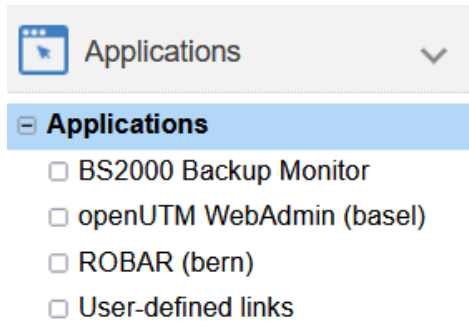 Applications
Applications
BS2000 Backup Monitor
openUTM WebAdmin (basel)
ROBAR (bern)
User-defined links